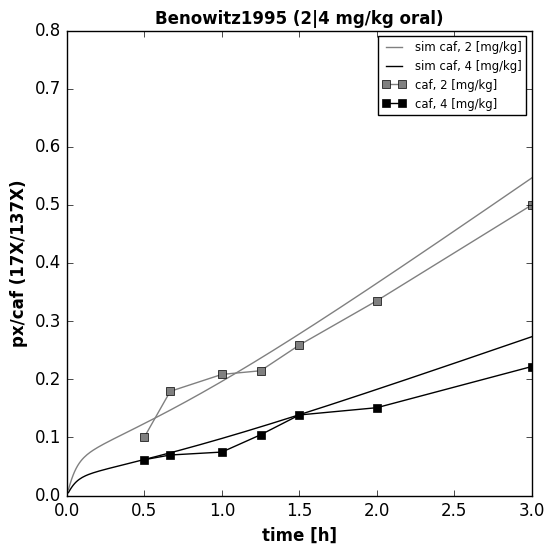 Benowitz1995 (2|4 mg/kg oral)
sim caf, 2 [mg/kg]
sim caf, 4 [mg/kg]
caf, 2 [mg/kg]
caf, 4 [mg/kg]
px/caf (17X/137X)
0.8
0.7
0.6
0.5
0.4
0.3
0.2
0.1
0.0
0.0 0.5 1.0 1.5 2.0 2.5 3.0
time [h]